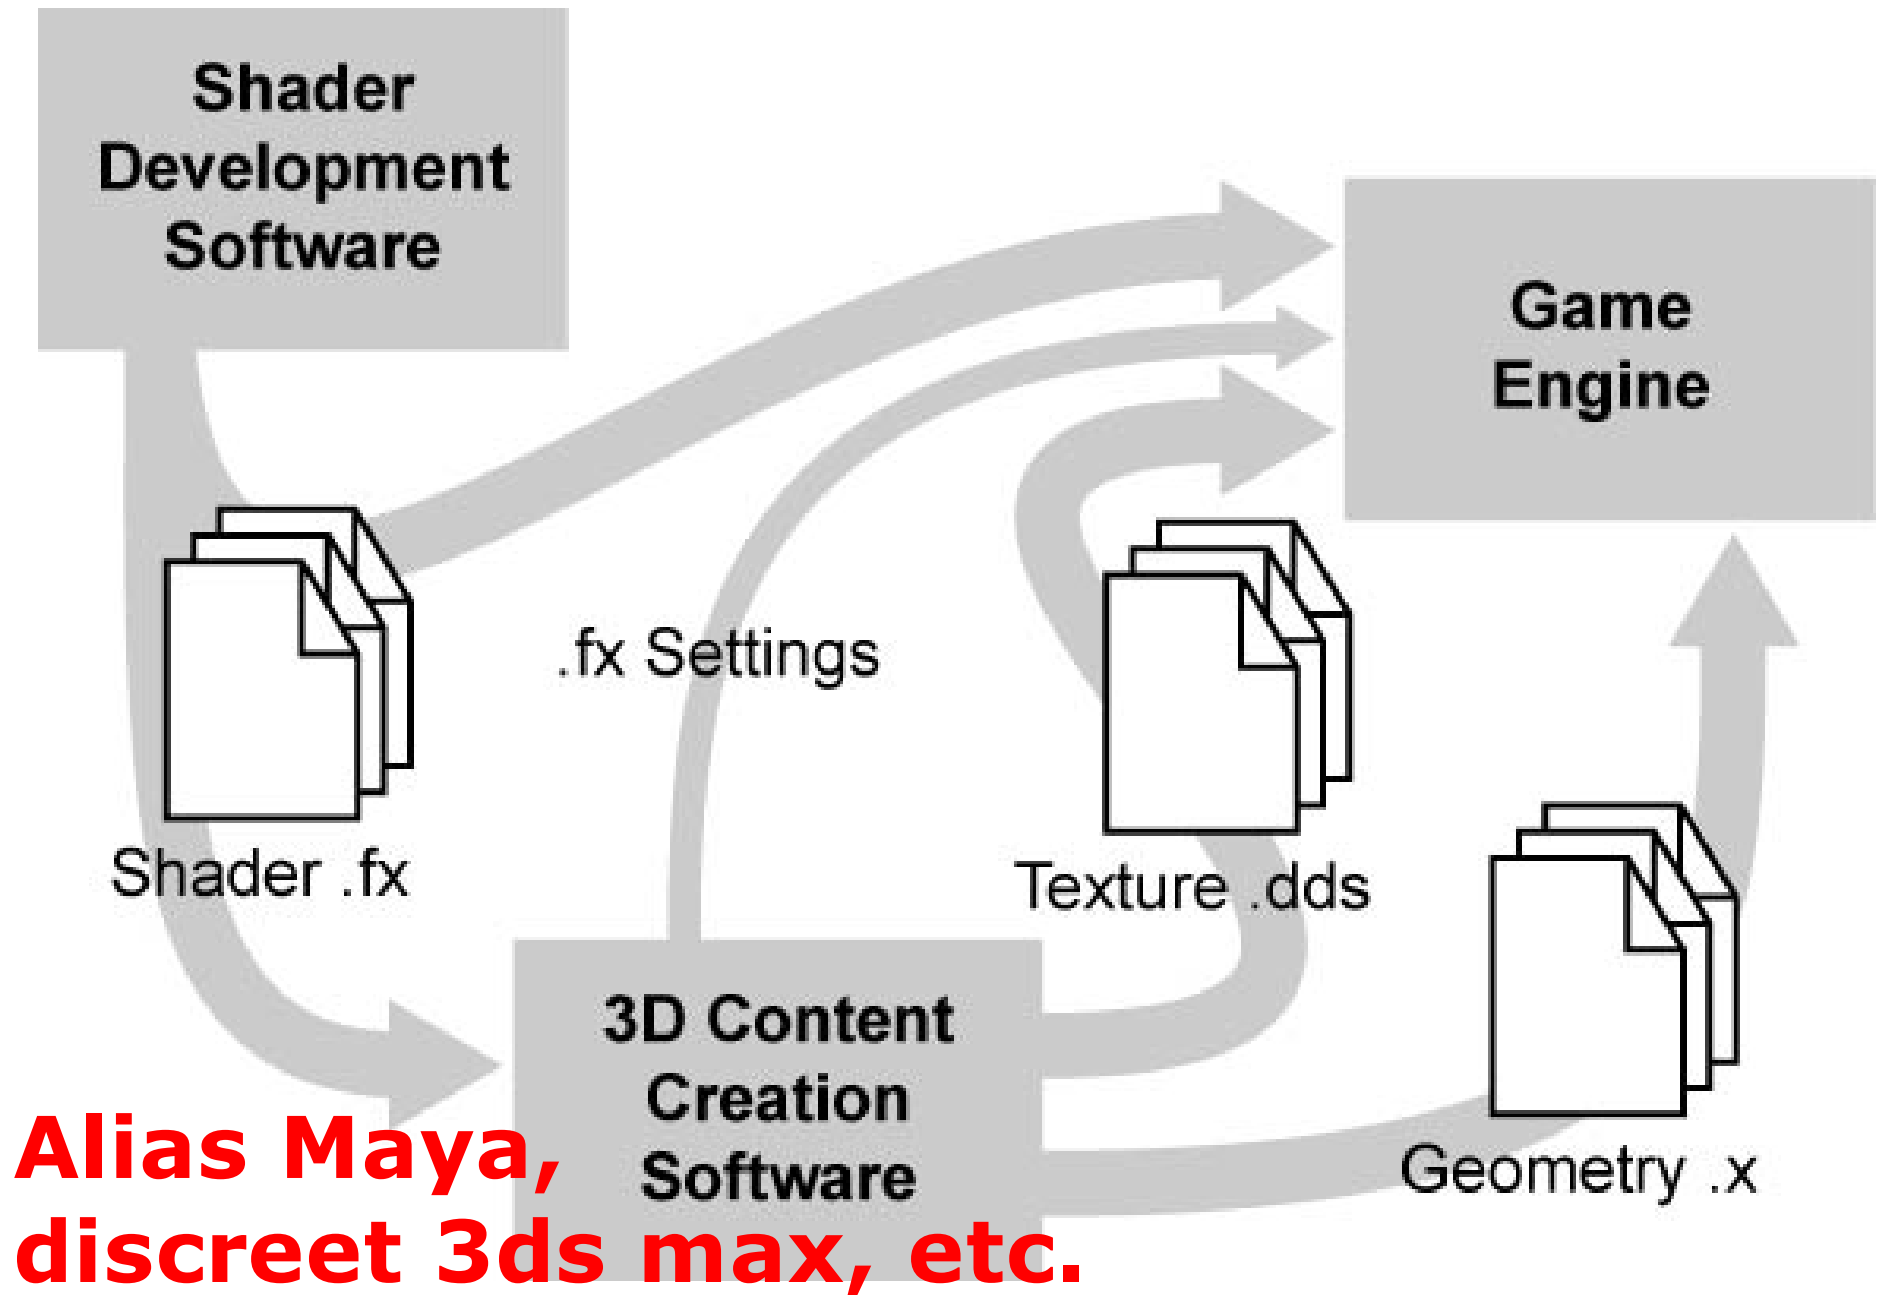 Shader
Development
Software
Game
Engine
.fx Settings
Shader .fx
Texture .dds
3D Content
Creation
Software
Geometry .x
Alias Maya,
discreet 3ds max, etc.